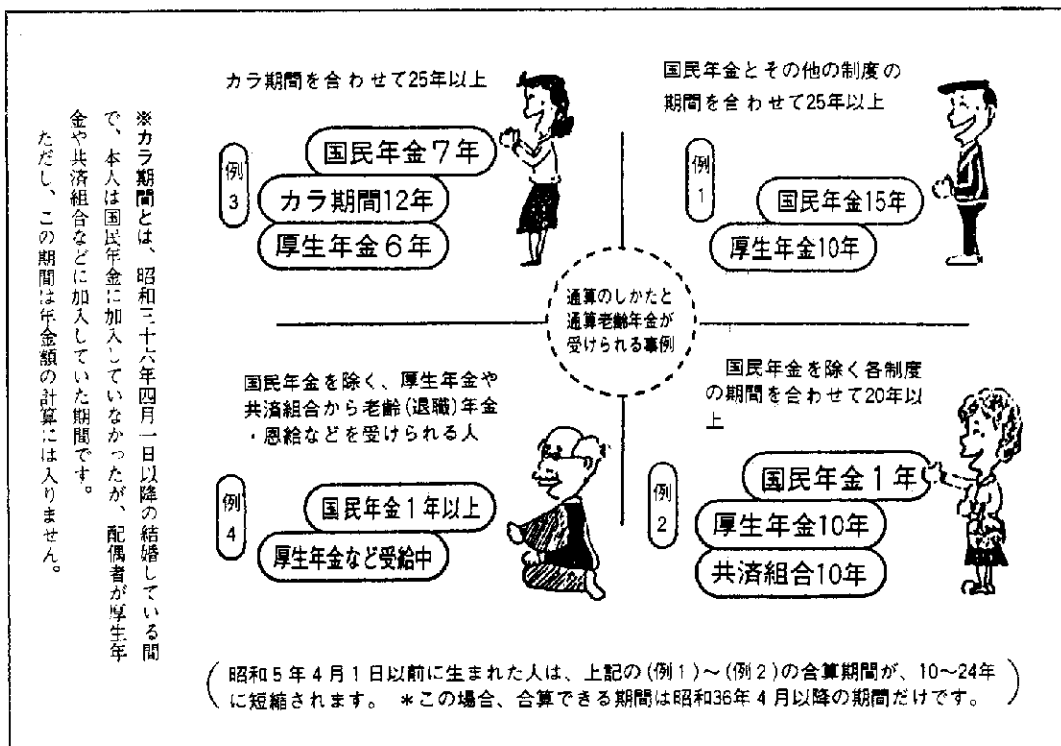 国民年金とその他の制度の
期間を合わせて25年以上
例1
国民年金15年
厚生年金10年
国民年金を除く各制度
の期間を合わせて20年以
上
例2
国民年金1年
厚生年金10年
共済組合10年
カラ期間を合わせて25年以上
例3
国民年金7年
カラ期間12年
厚生年金6年
国民年金を除く、厚生年金や
共済組合から老齢(退職)年金
・恩給などを受けられる人
例4
国民年金1年以上
厚生年金など受給中
通算のしかたと
通算老齢年金が
受けられる事例
※カラ期間とは、昭和三十六年四月一日以降の結婚している間
で、本人は国民年金に加入していなかったが、配偶者が厚生年
金や共済組合などに加入していた期間です。
ただし、この期間は年金額の計算には入りません。
(昭和5年4月1日以前に生まれた人は、上記の(例1)~(例2)の合算期間が、10~24年
に短縮されます。 *この場合、合算できる期間は昭和36年4月以降の期間だけです。)